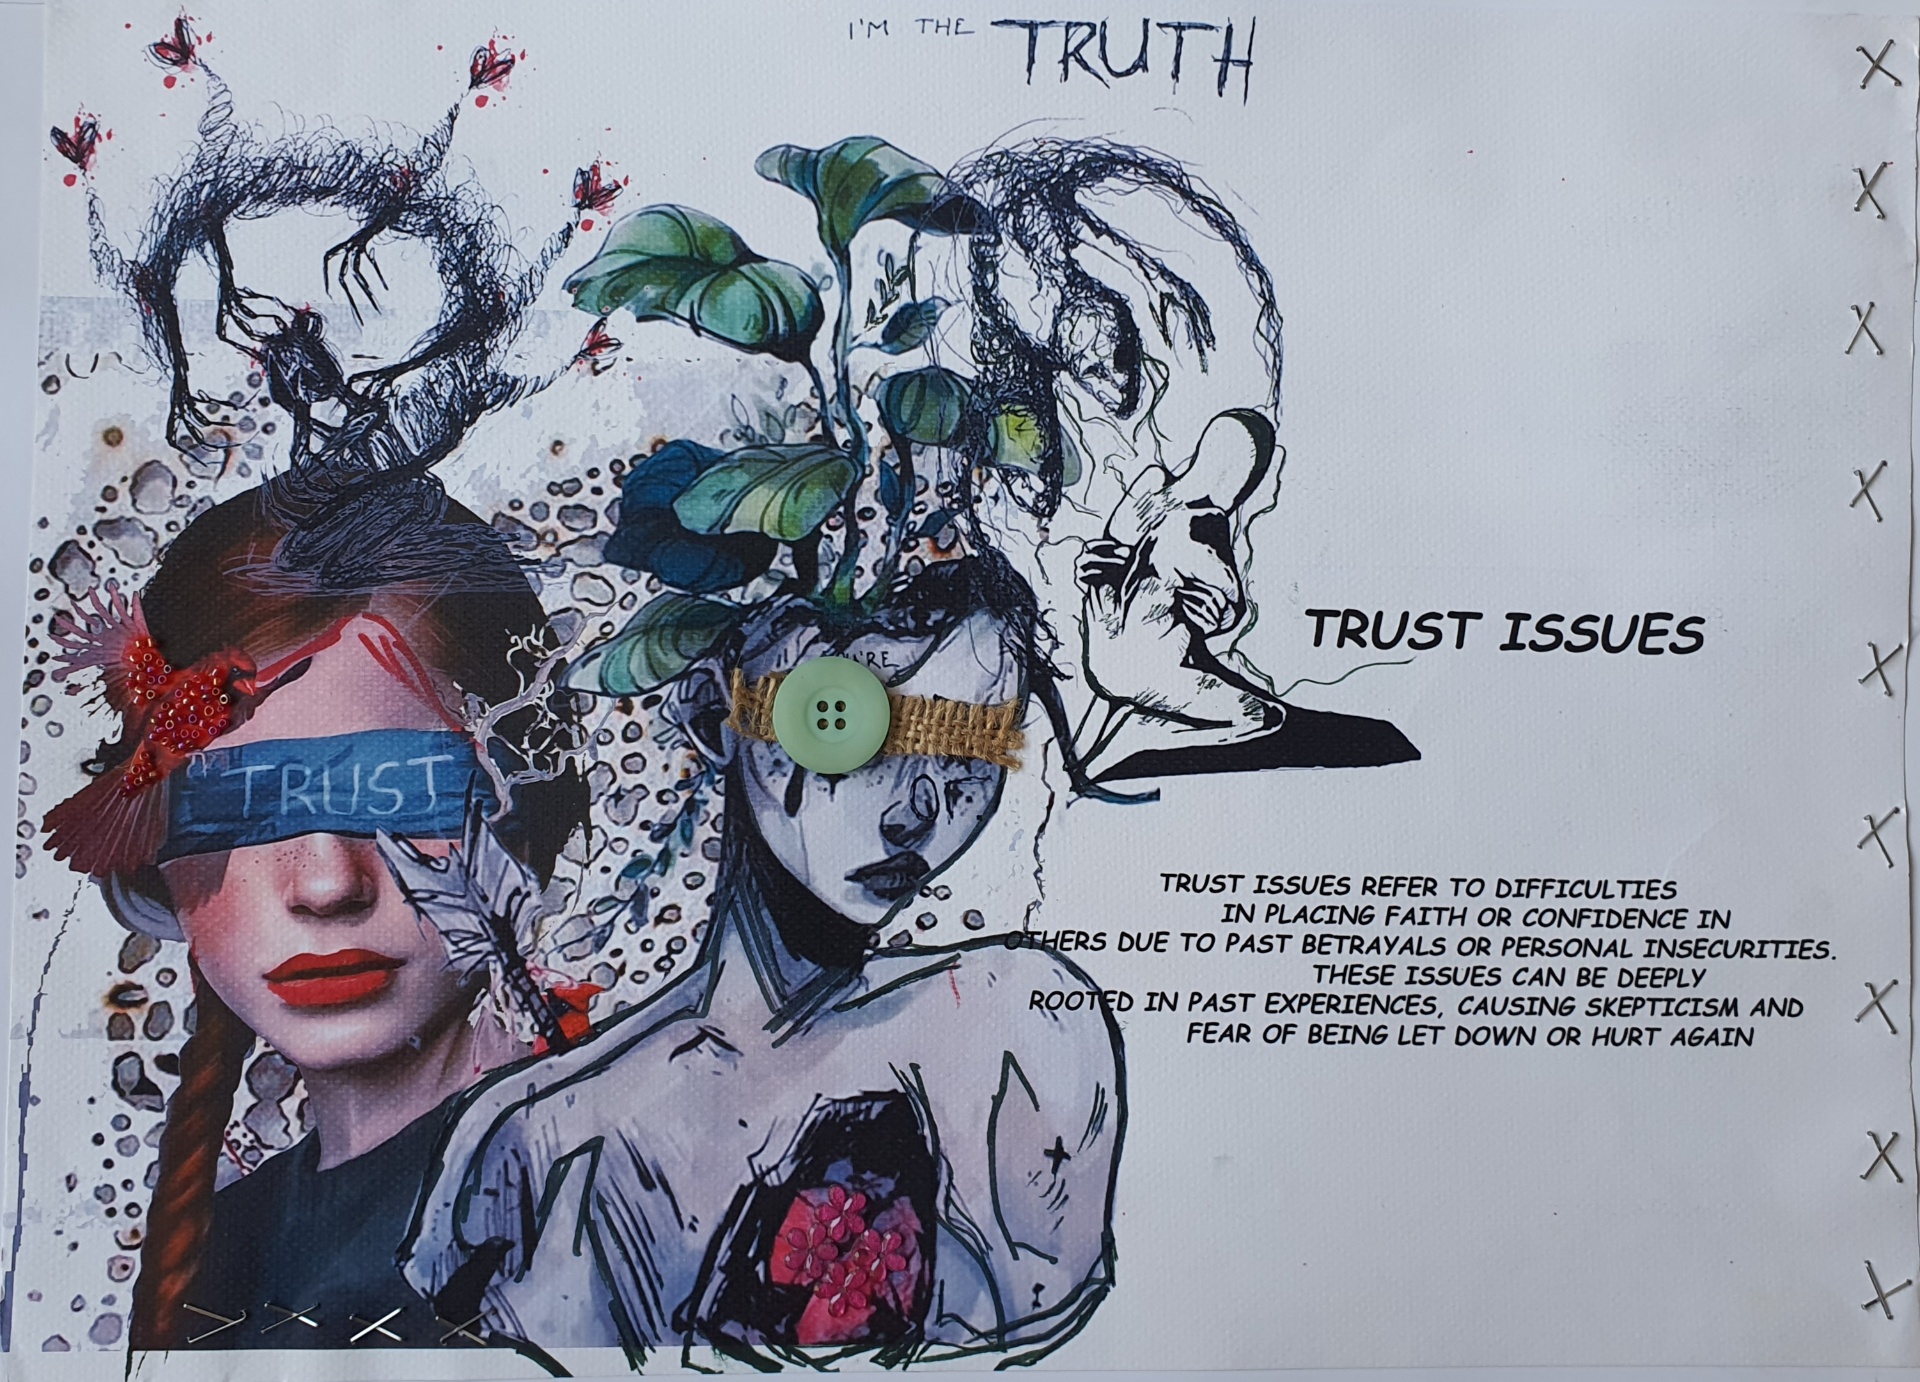 I'M THE TRUTH
TRUST ISSUES
TRUST
TRUST ISSUES REFER TO DIFFICULTIES
IN PLACING FAITH OR CONFIDENCE IN
OTHERS DUE TO PAST BETRAYALS OR PERSONAL INSECURITIES.
THESE ISSUES CAN BE DEEPLY
ROOTED IN PAST EXPERIENCES, CAUSING SKEPTICISM AND
FEAR OF BEING LET DOWN OR HURT AGAIN